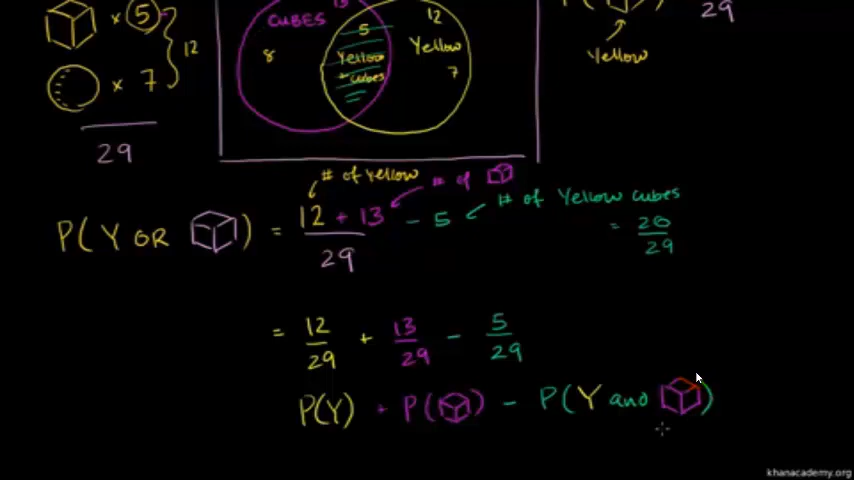 × 5
12
× 7
29
CUBES
13
8
5
Yellow
+ cubes
12
Yellow
7
Yellow
29
# of Yellow
# of
P( Y OR ) = 12 + 13 - 5
29
# of Yellow cubes
= 20
29
= 12/29 + 13/29 - 5/29
P(Y) + P( ) - P( Y and )
khanacademy.org